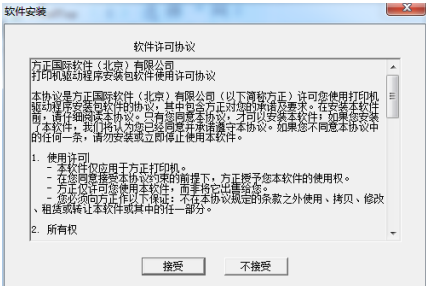 软件安装
软件许可协议
方正国际软件（北京）有限公司
打印机驱动程序安装包软件使用许可协议
本协议是方正国际软件（北京）有限公司（以下简称方正）许可您使用打印机
驱动程序安装包软件的协议，其中包含方正对您的承诺及要求。在安装本软件
前，请仔细阅读本协议。只有您同意本协议，才可以安装本软件；如果您安装
了本软件，我们将认为您已经同意并承诺遵守本协议。如果您不同意本协议中
的任何一条，请勿安装或立即停止使用本软件。
1. 使用许可
- 本软件仅应用于方正打印机。
- 在您同意接受本协议约束的前提下，方正授予您本软件的使用权。
- 方正仅许可您使用本软件，而非将它出售给您。
- 您必须向方正作以下保证：不在本协议规定的条款之外使用、拷贝、修改
、租赁或转让本软件或其中的任一部分。
2. 所有权
接受
不接受